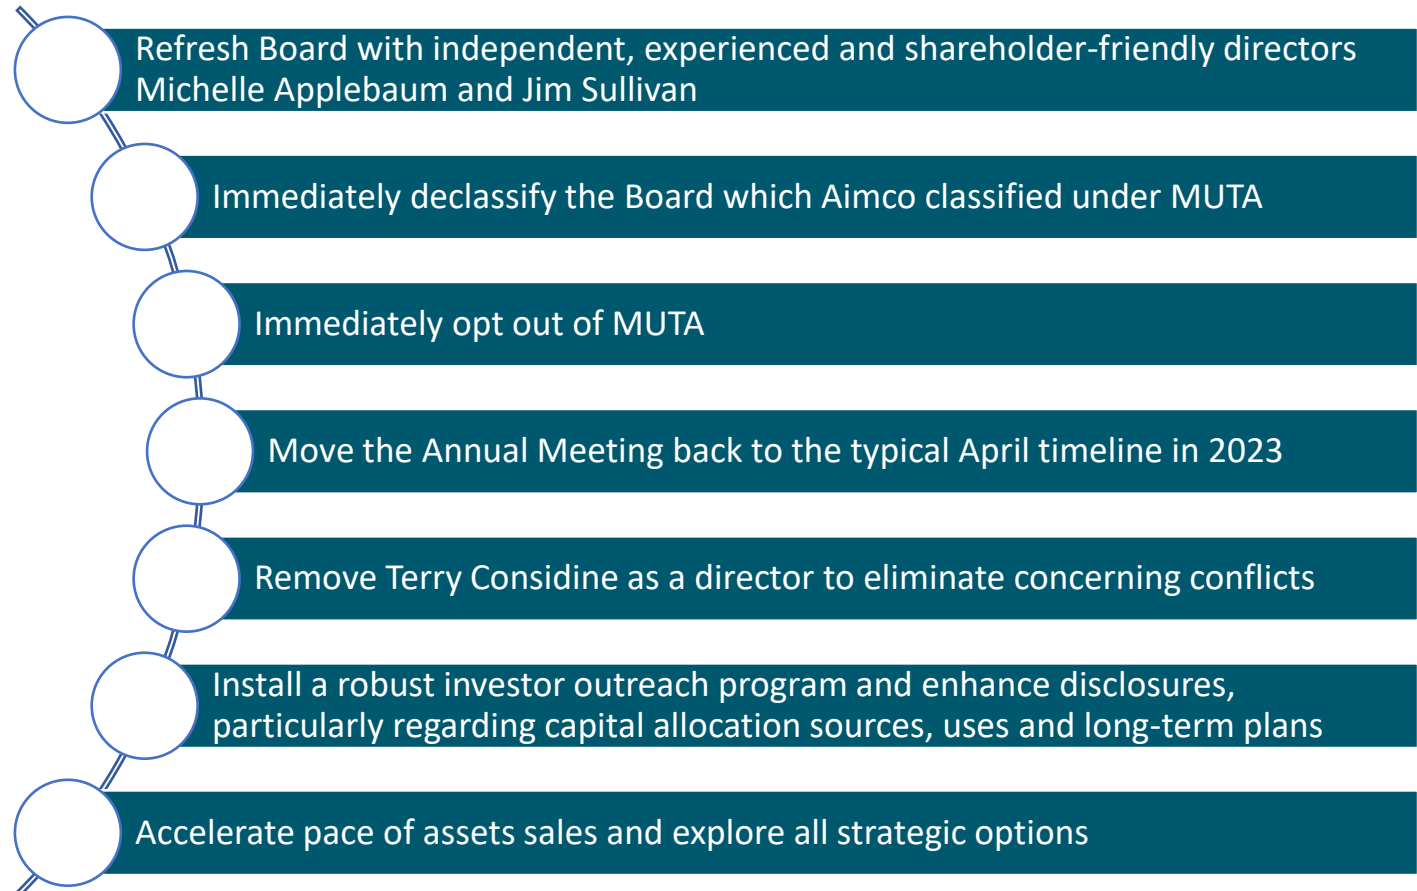 Refresh Board with independent, experienced and shareholder-friendly directors
Michelle Applebaum and Jim Sullivan
Immediately declassify the Board which Aimco classified under MUTA
Immediately opt out of MUTA
Move the Annual Meeting back to the typical April timeline in 2023
Remove Terry Considine as a director to eliminate concerning conflicts
Install a robust investor outreach program and enhance disclosures,
particularly regarding capital allocation sources, uses and long-term plans
Accelerate pace of assets sales and explore all strategic options